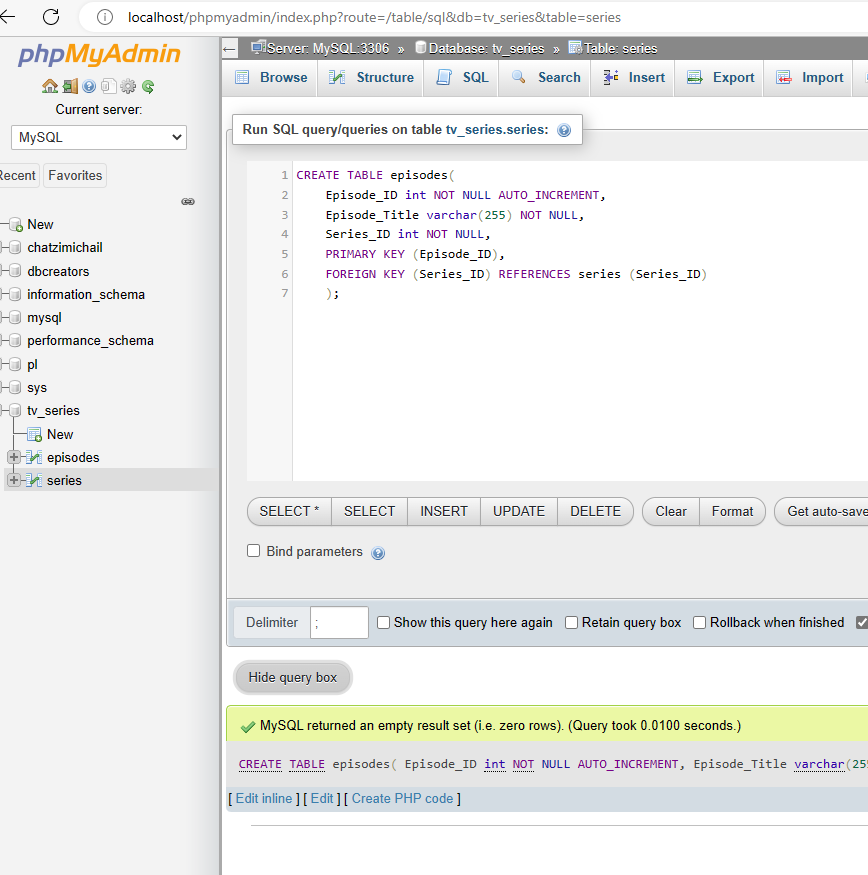 localhost/phpmyadmin/index.php?route=/table/sql&db=tv_series&table=series
phpMyAdmin
Current server:
MySQL
Recent Favorites
New
chatzimichail
dbcreators
information_schema
mysql
performance_schema
pl
sys
tv_series
New
episodes
series
Server: MySQL:3306 » Database: tv_series » Table: series
Browse Structure SQL Search Insert Export Import
Run SQL query/queries on table tv_series.series:
1 CREATE TABLE episodes(
2 Episode_ID int NOT NULL AUTO_INCREMENT,
3 Episode_Title varchar(255) NOT NULL,
4 Series_ID int NOT NULL,
5 PRIMARY KEY (Episode_ID),
6 FOREIGN KEY (Series_ID) REFERENCES series (Series_ID)
7 );
SELECT * SELECT INSERT UPDATE DELETE Clear Format Get auto-save
Bind parameters
Delimiter ; Show this query here again Retain query box Rollback when finished
Hide query box
MySQL returned an empty result set (i.e. zero rows). (Query took 0.0100 seconds.)
CREATE TABLE episodes( Episode_ID int NOT NULL AUTO_INCREMENT, Episode_Title varchar(255
[ Edit inline ] [ Edit ] [ Create PHP code ]